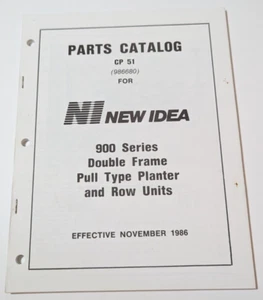 PARTS CATALOG
CP 51
(986680)
FOR
NI NEW IDEA
900 Series
Double Frame
Pull Type Planter
and Row Units
EFFECTIVE NOVEMBER 1986